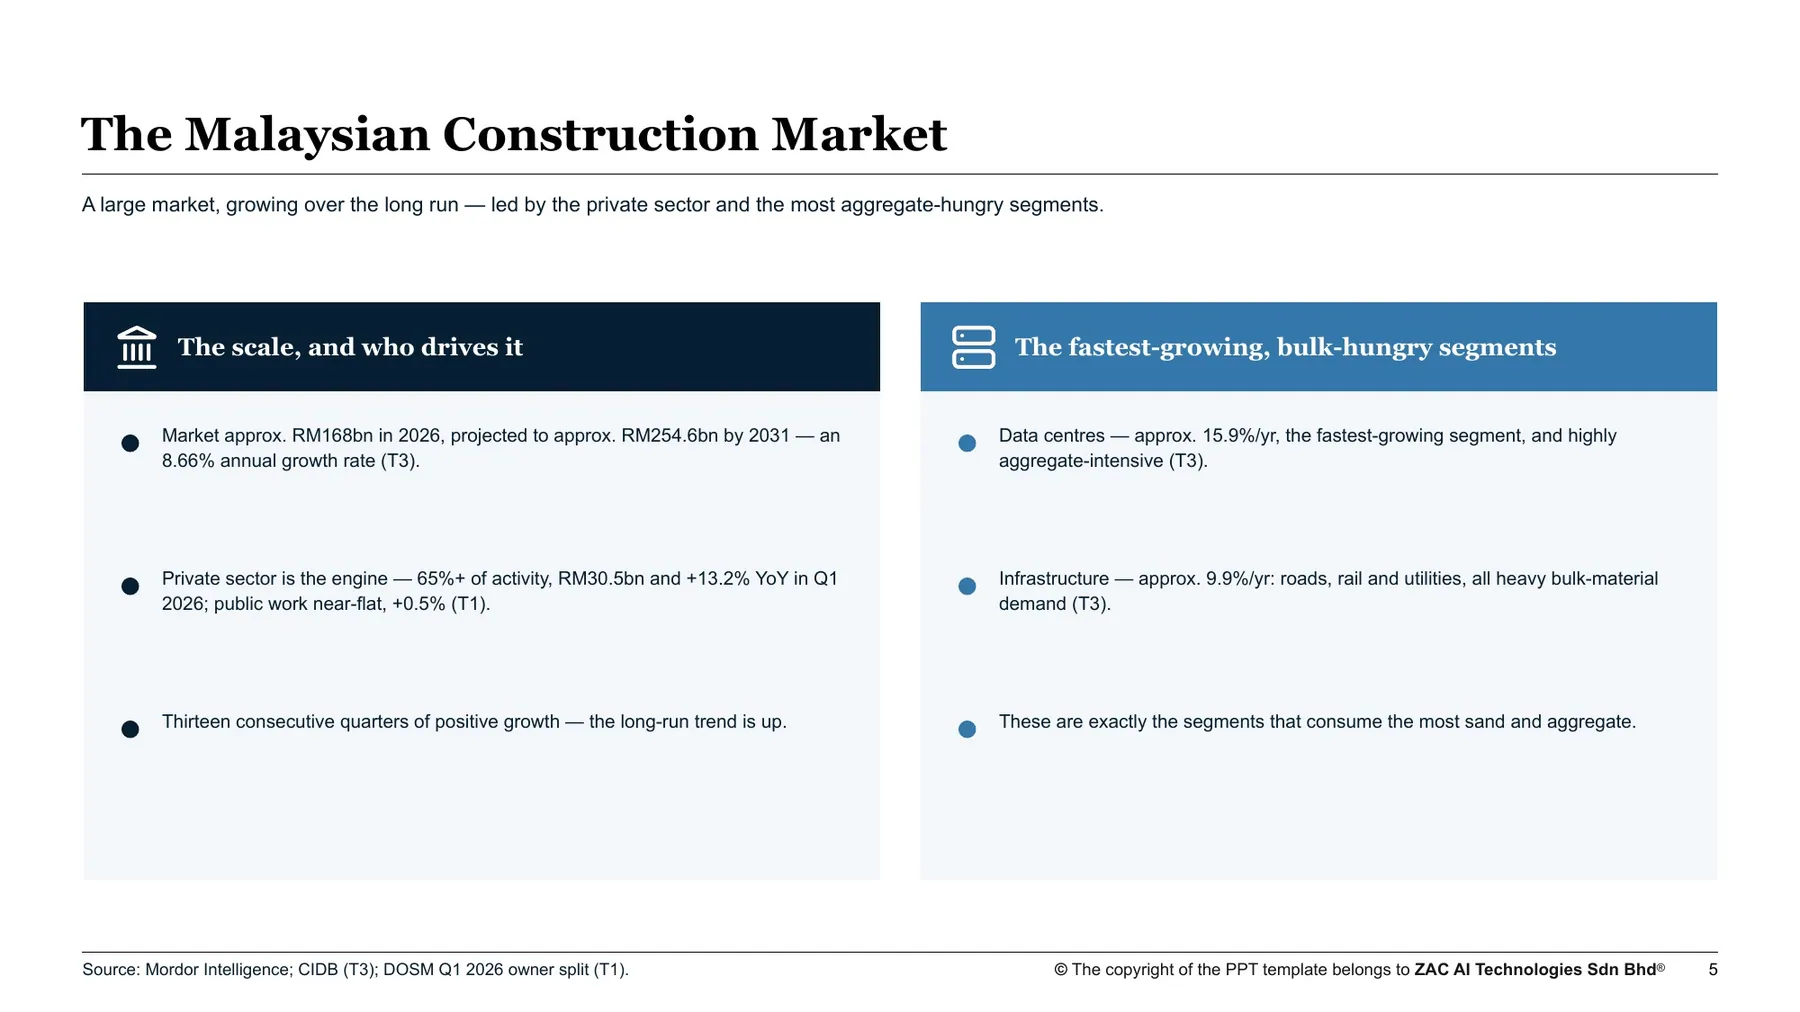 The Malaysian Construction Market
A large market, growing over the long run — led by the private sector and the most aggregate-hungry segments.
The scale, and who drives it
Market approx. RM168bn in 2026, projected to approx. RM254.6bn by 2031 — an
8.66% annual growth rate (T3).
Private sector is the engine — 65%+ of activity, RM30.5bn and +13.2% YoY in Q1
2026; public work near-flat, +0.5% (T1).
Thirteen consecutive quarters of positive growth — the long-run trend is up.
The fastest-growing, bulk-hungry segments
Data centres — approx. 15.9%/yr, the fastest-growing segment, and highly
aggregate-intensive (T3).
Infrastructure — approx. 9.9%/yr: roads, rail and utilities, all heavy bulk-material
demand (T3).
These are exactly the segments that consume the most sand and aggregate.
Source: Mordor Intelligence; CIDB (T3); DOSM Q1 2026 owner split (T1).
© The copyright of the PPT template belongs to ZAC AI Technologies Sdn Bhd®
5